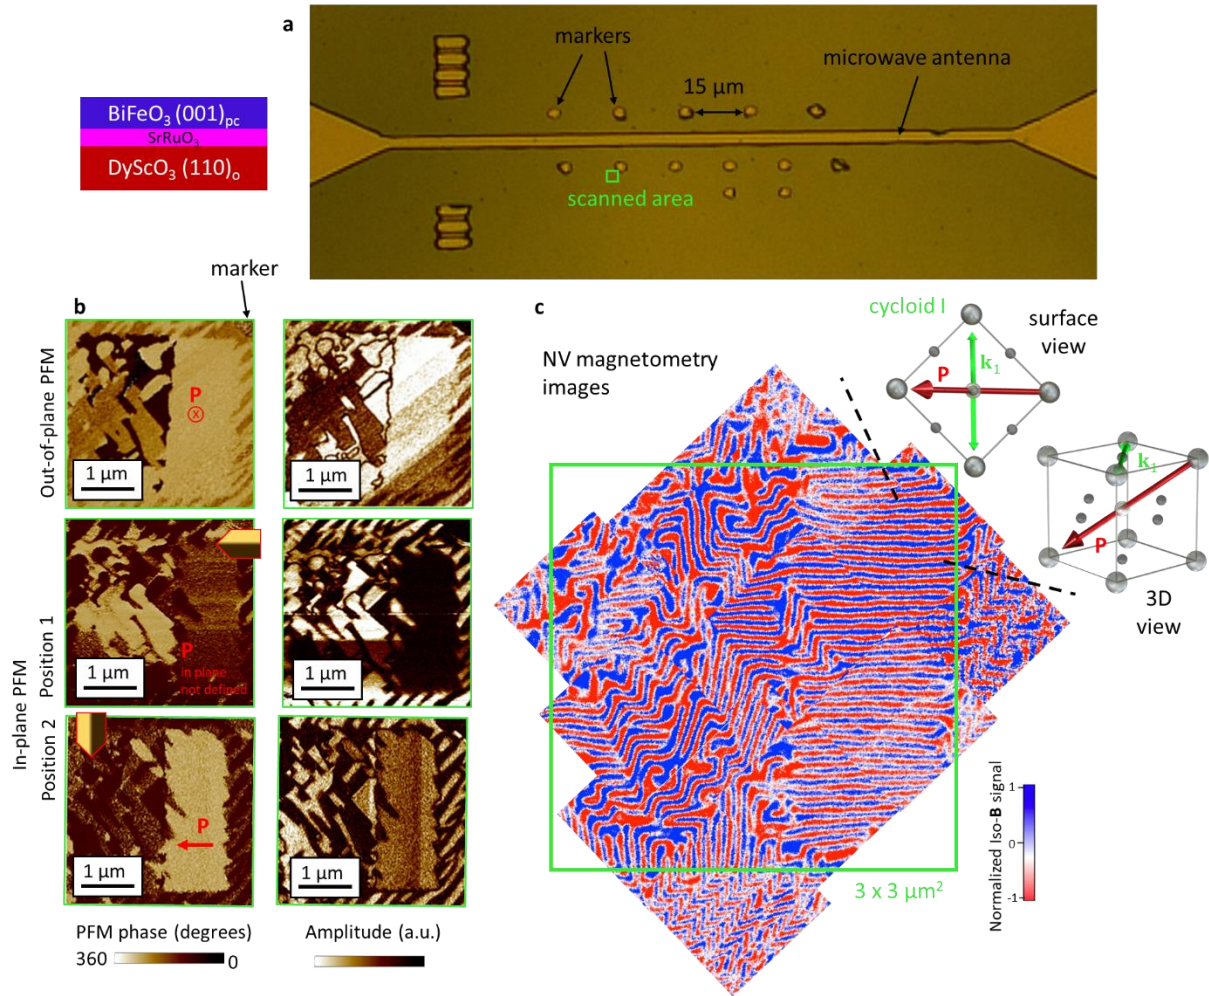 a
markers
microwave antenna
15 µm
BiFeO₃ (001)pc
SrRuO₃
DyScO₃ (110)o
scanned area
marker
b
c
cycloid I
surface
view
NV magnetometry
images
k₁
P
Out-of-plane PFM
P
x
1 µm
1 µm
k₁
P
3D
view
In-plane PFM
Position 1
P
in plane
not defined
1 µm
1 µm
Position 2
P
1 µm
1 µm
Normalized Iso-B signal
1
0
-1
3 x 3 µm²
PFM phase (degrees)
360
0
Amplitude (a.u.)